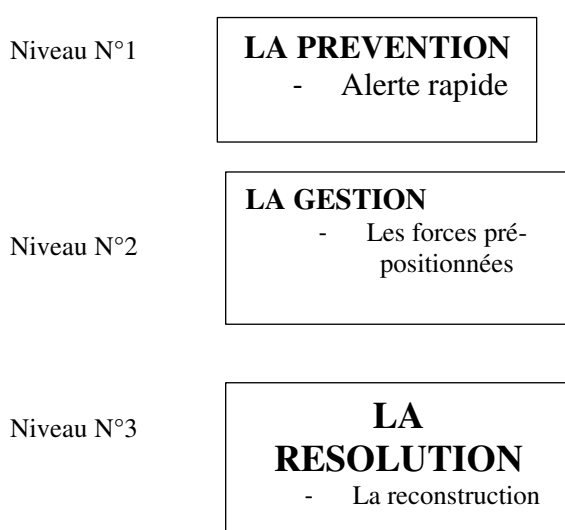 Niveau N°1
LA PREVENTION
- Alerte rapide
LA GESTION
- Les forces pré-
positionnées
Niveau N°2
LA
RESOLUTION
- La reconstruction
Niveau N°3